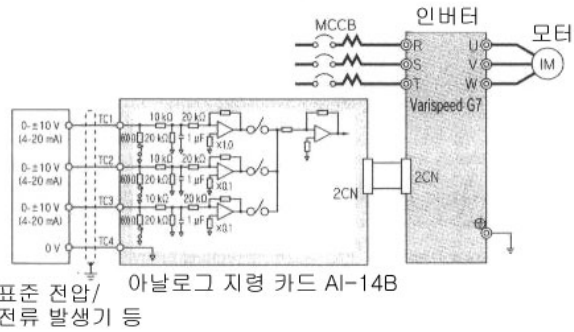 인버터
모터
MCCB
R
U
S
V
IM
T
W
Varispeed G7
0-±10 V
(4-20 mA)
TC1
10 kΩ
20 kΩ
20 kΩ
1 μF
×1.0
0-±10 V
(4-20 mA)
TC2
10 kΩ
20 kΩ
20 kΩ
1 μF
×0.1
0-±10 V
(4-20 mA)
TC3
10 kΩ
20 kΩ
20 kΩ
1 μF
×0.1
0 V
TC4
2CN
2CN
아날로그 지령 카드 AI-14B
표준 전압/
전류 발생기 등